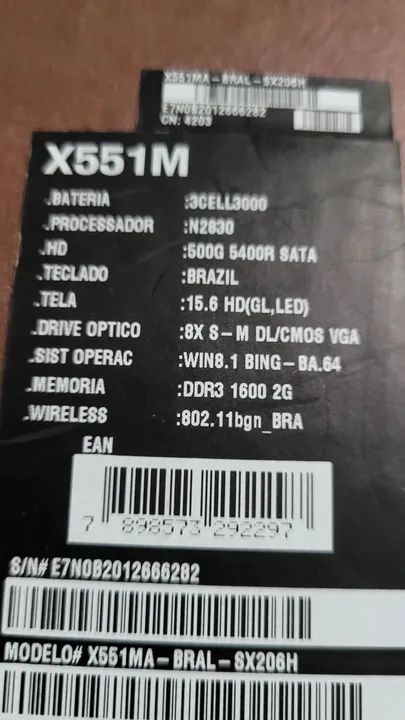 X551MA-BRAL-SX206H
E7N0B2012666282
CN: 4203
X551M
.BATERIA :3CELL3000
.PROCESSADOR :N2830
.HD :500G 5400R SATA
.TECLADO :BRAZIL
.TELA :15.6 HD(GL,LED)
.DRIVE OPTICO :8X S-M DL/CMOS VGA
.SIST OPERAC :WIN8.1 BING-BA.64
.MEMORIA :DDR3 1600 2G
.WIRELESS :802.11bgn_BRA
EAN
7 898573 292297
S/N# E7N0B2012666282
MODELO# X551MA-BRAL-SX206H